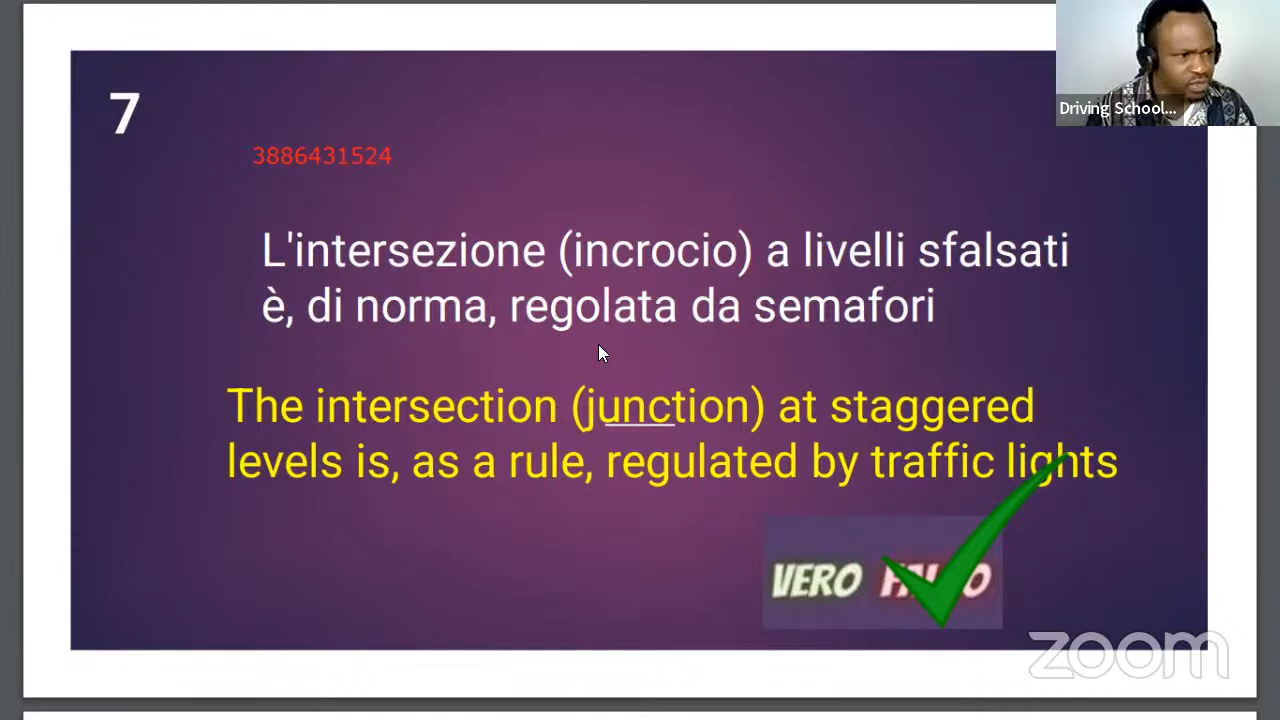 7
Driving School...
3886431524
L'intersezione (incrocio) a livelli sfalsati
è, di norma, regolata da semafori
The intersection (junction) at staggered
levels is, as a rule, regulated by traffic lights
VERO FALSO
zoom